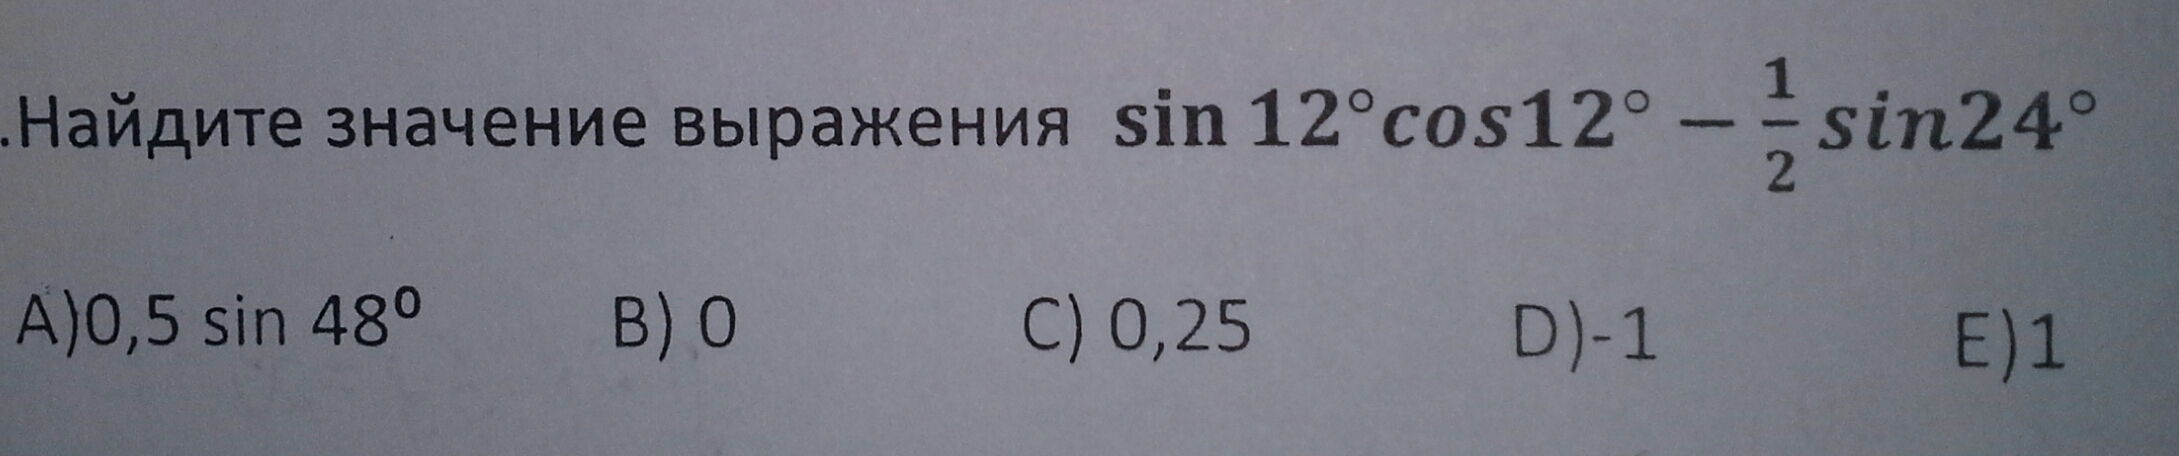 .Найдите значение выражения sin 12°cos12° − 1/2 sin24°
A)0,5 sin 48⁰ B) 0 C) 0,25 D)-1 E)1